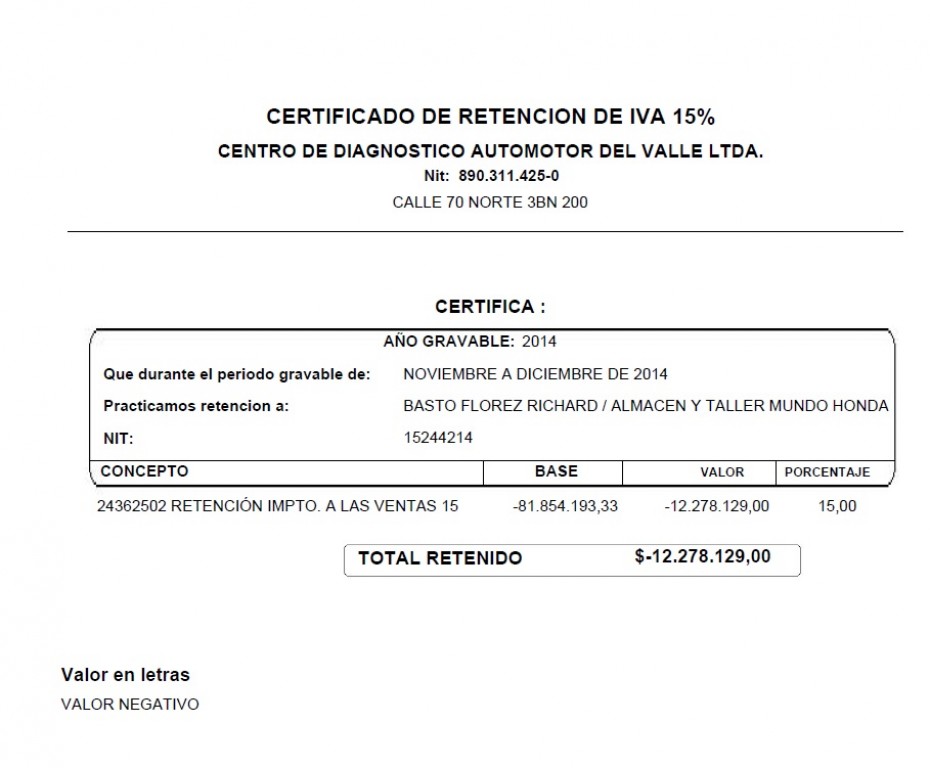 CERTIFICADO DE RETENCION DE IVA 15%
CENTRO DE DIAGNOSTICO AUTOMOTOR DEL VALLE LTDA.
Nit: 890.311.425-0
CALLE 70 NORTE 3BN 200
CERTIFICA :
AÑO GRAVABLE: 2014
Que durante el periodo gravable de: NOVIEMBRE A DICIEMBRE DE 2014
Practicamos retencion a: BASTO FLOREZ RICHARD / ALMACEN Y TALLER MUNDO HONDA
NIT: 15244214
CONCEPTO BASE VALOR PORCENTAJE
24362502 RETENCIÓN IMPTO. A LAS VENTAS 15 -81.854.193,33 -12.278.129,00 15,00
TOTAL RETENIDO $-12.278.129,00
Valor en letras
VALOR NEGATIVO